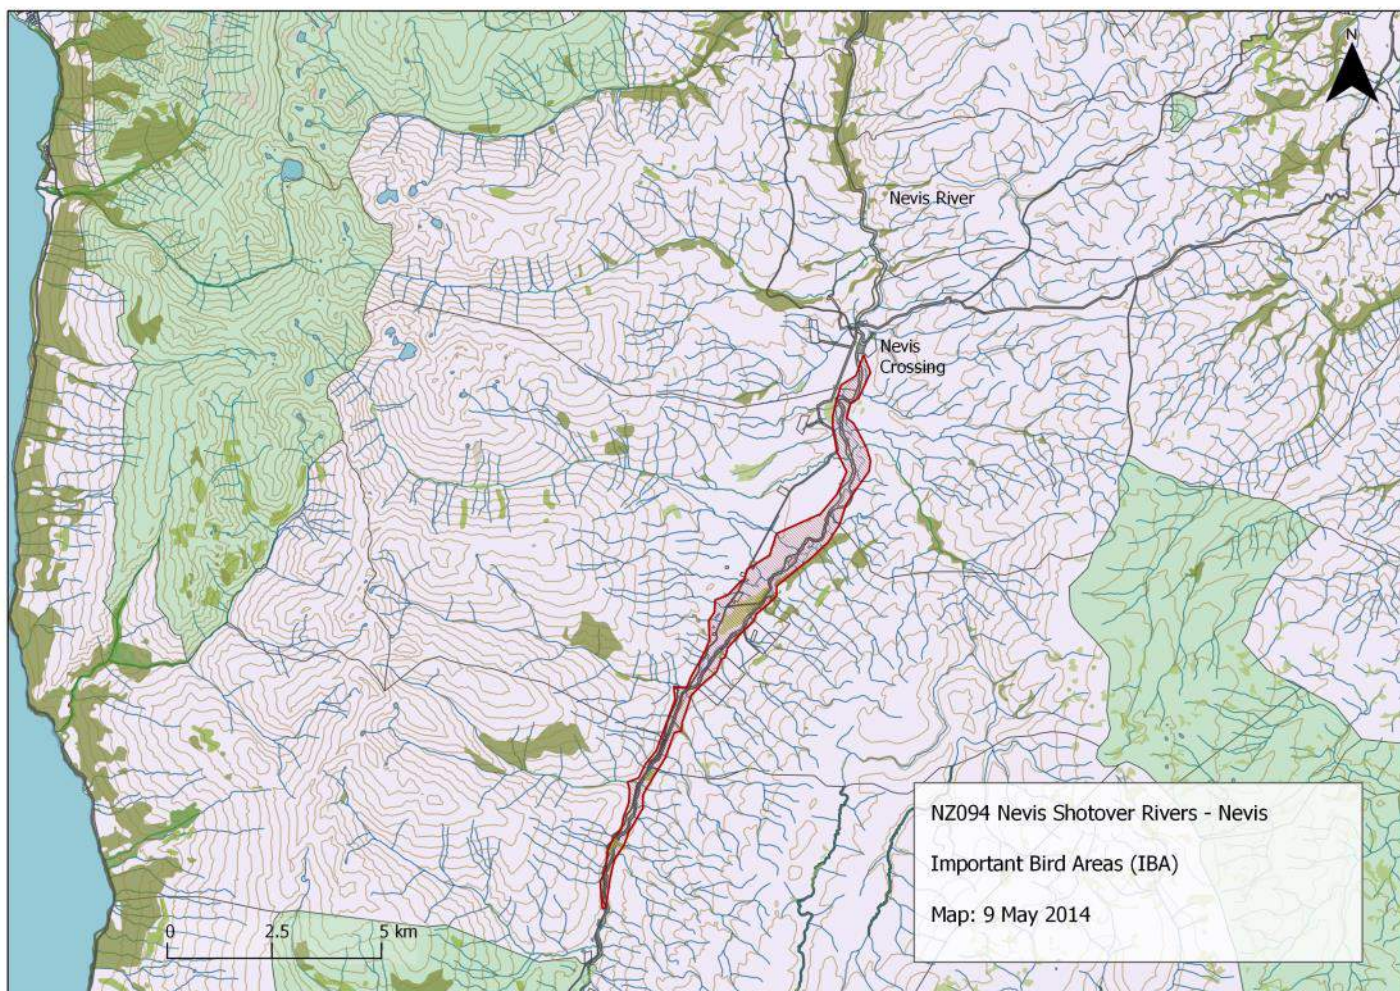 N
Nevis River
Nevis
Crossing
NZ094 Nevis Shotover Rivers - Nevis
Important Bird Areas (IBA)
Map: 9 May 2014
0 2.5 5 km